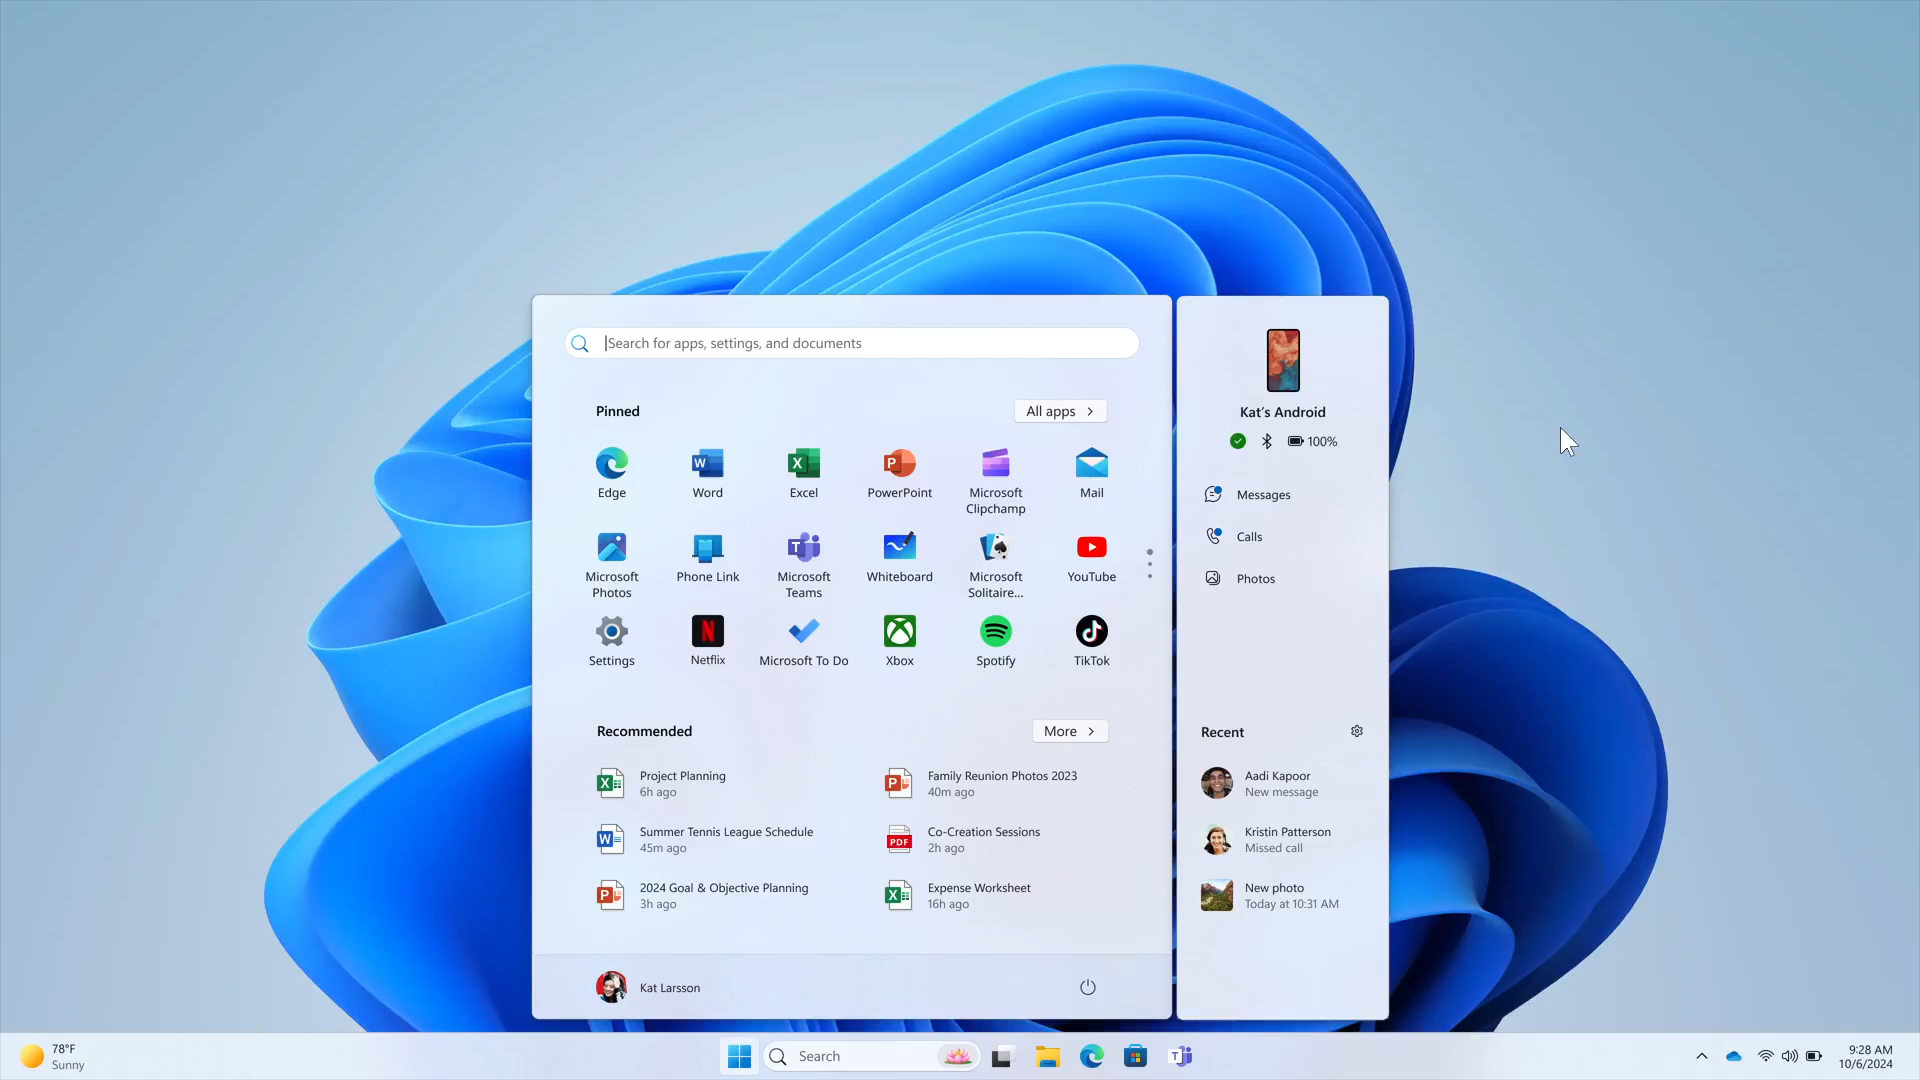 Search for apps, settings, and documents
Pinned
All apps
Edge
Word
Excel
PowerPoint
Microsoft
Clipchamp
Mail
Microsoft
Photos
Phone Link
Microsoft
Teams
Whiteboard
Microsoft
Solitaire...
YouTube
Settings
Netflix
Microsoft To Do
Xbox
Spotify
TikTok
Recommended
More
Project Planning
6h ago
Family Reunion Photos 2023
40m ago
Summer Tennis League Schedule
45m ago
PDF
Co-Creation Sessions
2h ago
2024 Goal & Objective Planning
3h ago
Expense Worksheet
16h ago
Kat Larsson
Kat's Android
100%
Messages
Calls
Photos
Recent
Aadi Kapoor
New message
Kristin Patterson
Missed call
New photo
Today at 10:31 AM
78°F
Sunny
Search
9:28 AM
10/6/2024